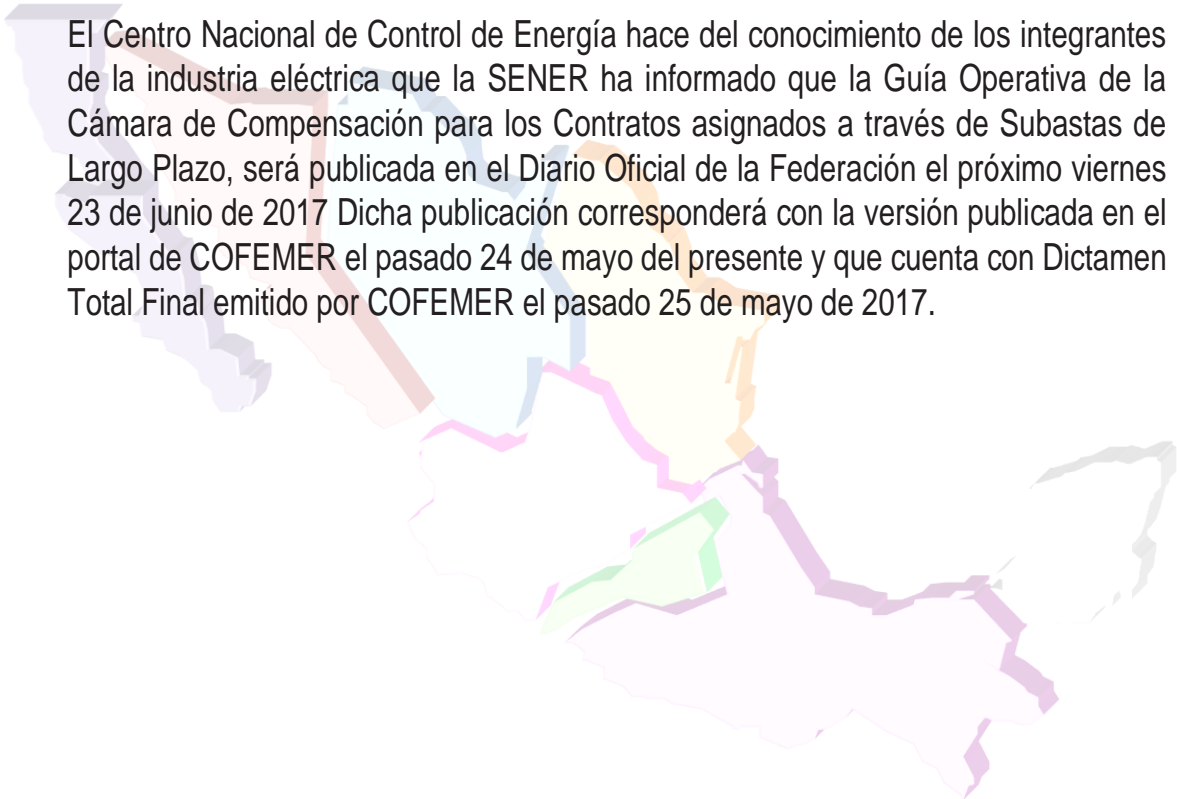 El Centro Nacional de Control de Energía hace del conocimiento de los integrantes
de la industria eléctrica que la SENER ha informado que la Guía Operativa de la
Cámara de Compensación para los Contratos asignados a través de Subastas de
Largo Plazo, será publicada en el Diario Oficial de la Federación el próximo viernes
23 de junio de 2017 Dicha publicación corresponderá con la versión publicada en el
portal de COFEMER el pasado 24 de mayo del presente y que cuenta con Dictamen
Total Final emitido por COFEMER el pasado 25 de mayo de 2017.